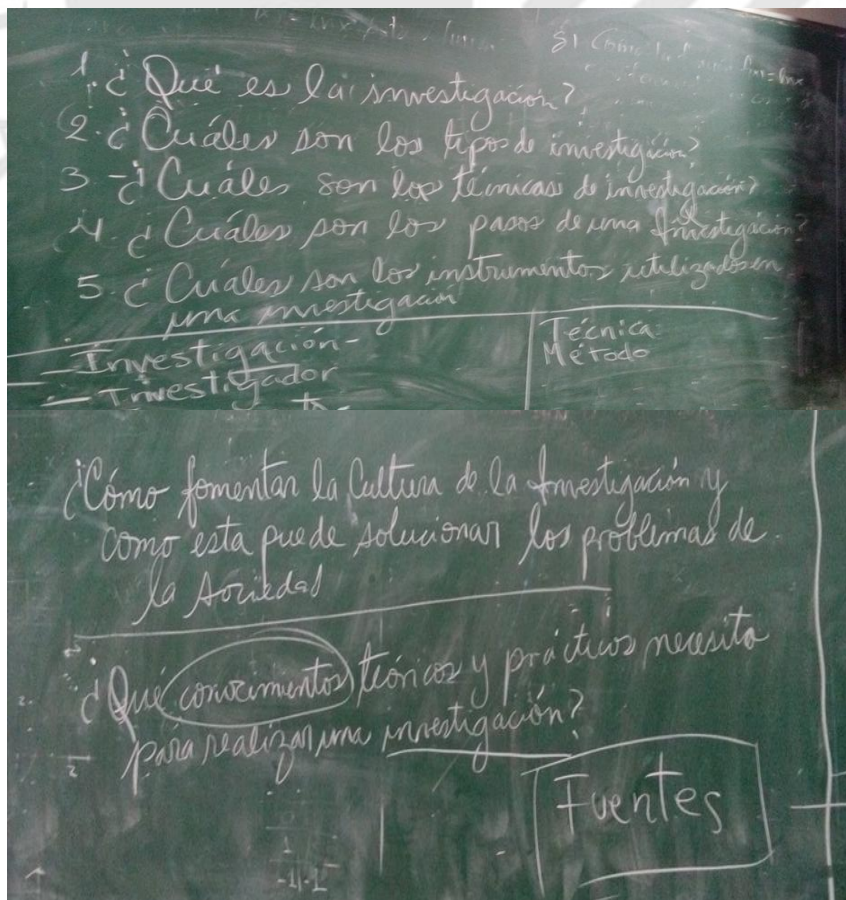 1. ¿Qué es la investigación?
2. ¿Cuáles son los tipos de investigación?
3 - ¿Cuáles son las técnicas de investigación?
4. ¿Cuáles son los pasos de una Investigación?
5. ¿Cuáles son los instrumentos utilizados en
una investigación
Investigación -
- Investigador
Técnica
Método
¿Cómo fomentar la Cultura de la Investigación y
como esta puede solucionar los problemas de
la sociedad
¿Qué conocimientos teóricos y prácticos necesito
para realizar una investigación?
Fuentes